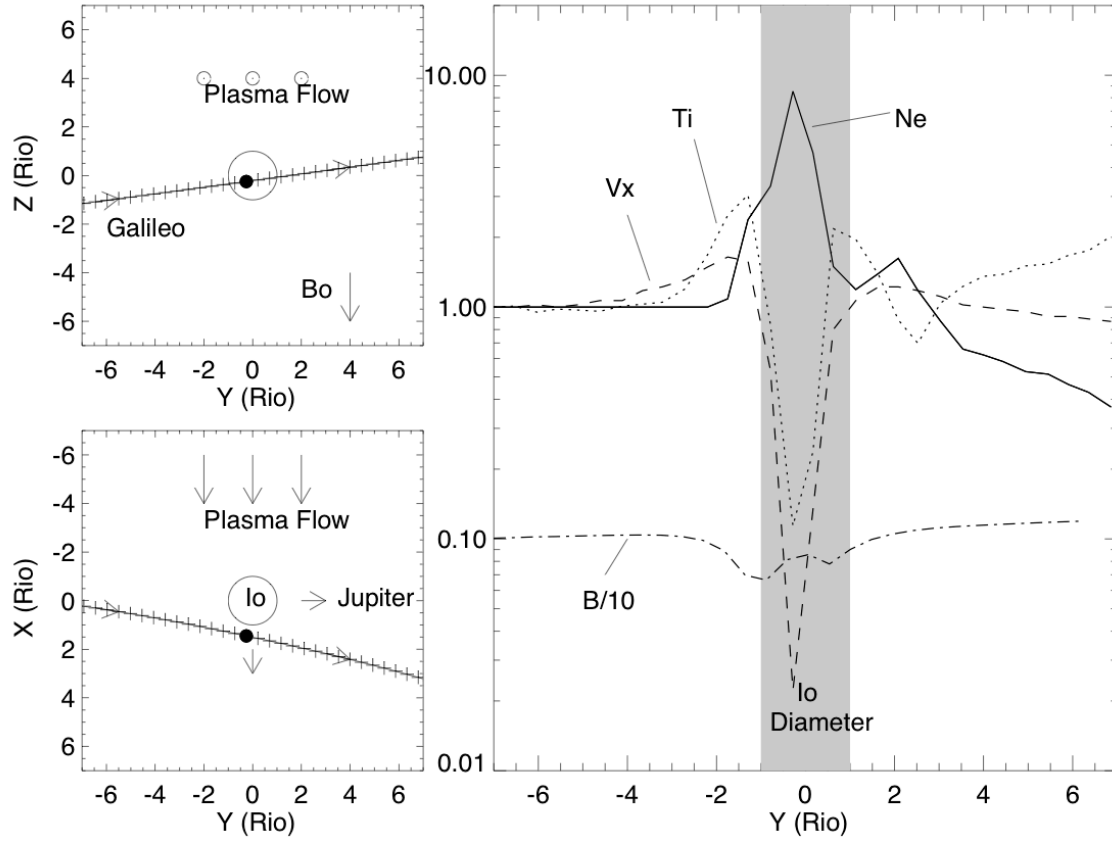 6
4
2
0
-2
-4
-6
Z (Rio)
Plasma Flow
Galileo
Bo
-6 -4 -2 0 2 4 6
Y (Rio)
-6
-4
-2
0
2
4
6
X (Rio)
Plasma Flow
Io
Jupiter
-6 -4 -2 0 2 4 6
Y (Rio)
10.00
1.00
0.10
0.01
Ti
Ne
Vx
B/10
Io
Diameter
-6 -4 -2 0 2 4 6
Y (Rio)